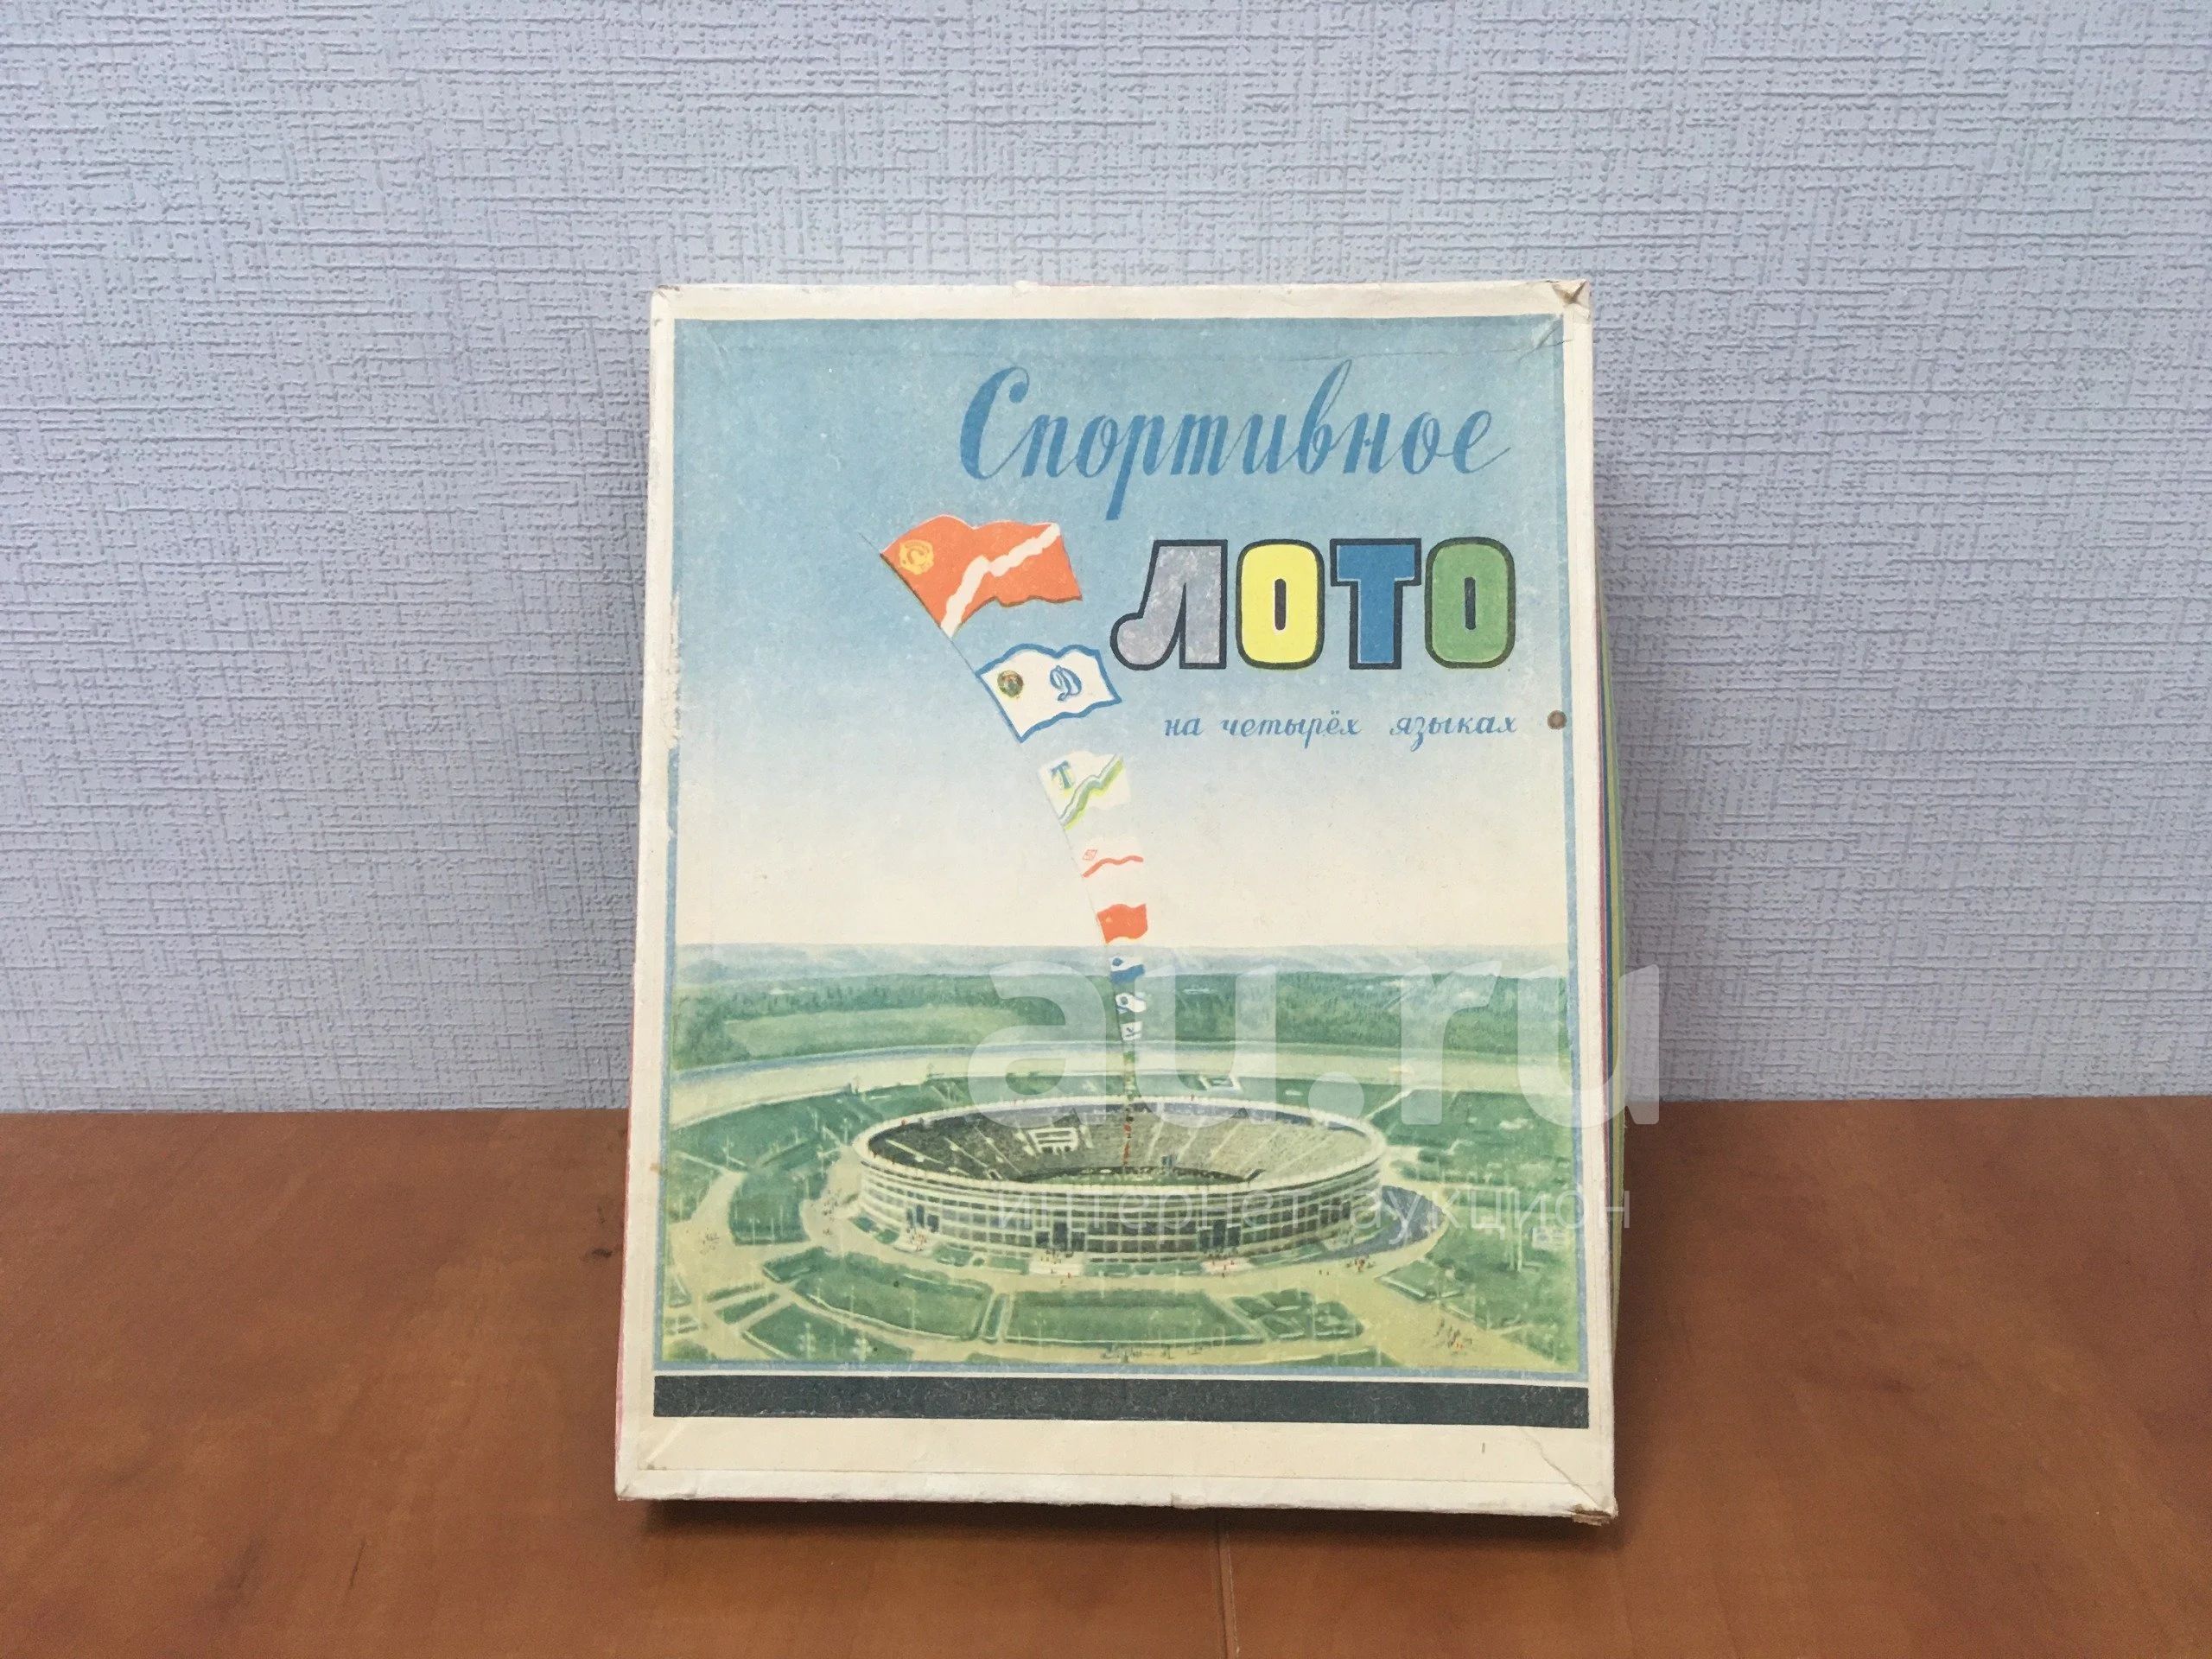 Спортивное
ЛОТО
С
Д
на четырёх языках
Т
au.ru
интернет-аукцион